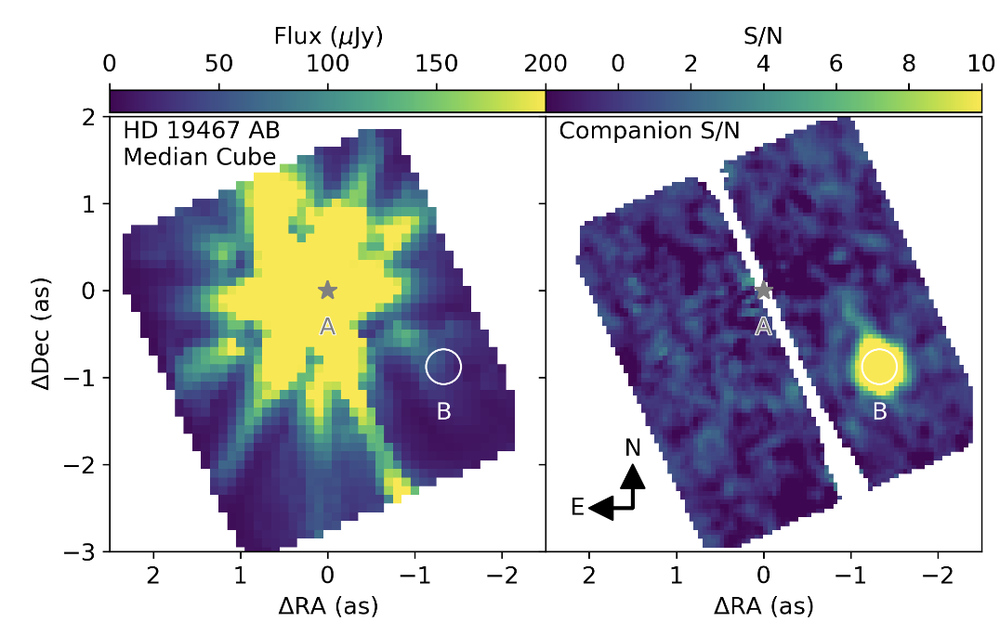 Flux (μJy)
S/N
0 50 100 150 200
0 2 4 6 8 10
HD 19467 AB
Median Cube
Companion S/N
2
1
0
−1
−2
−3
ΔDec (as)
A
B
A
B
N
E
2 1 0 −1 −2
2 1 0 −1 −2
ΔRA (as)
ΔRA (as)